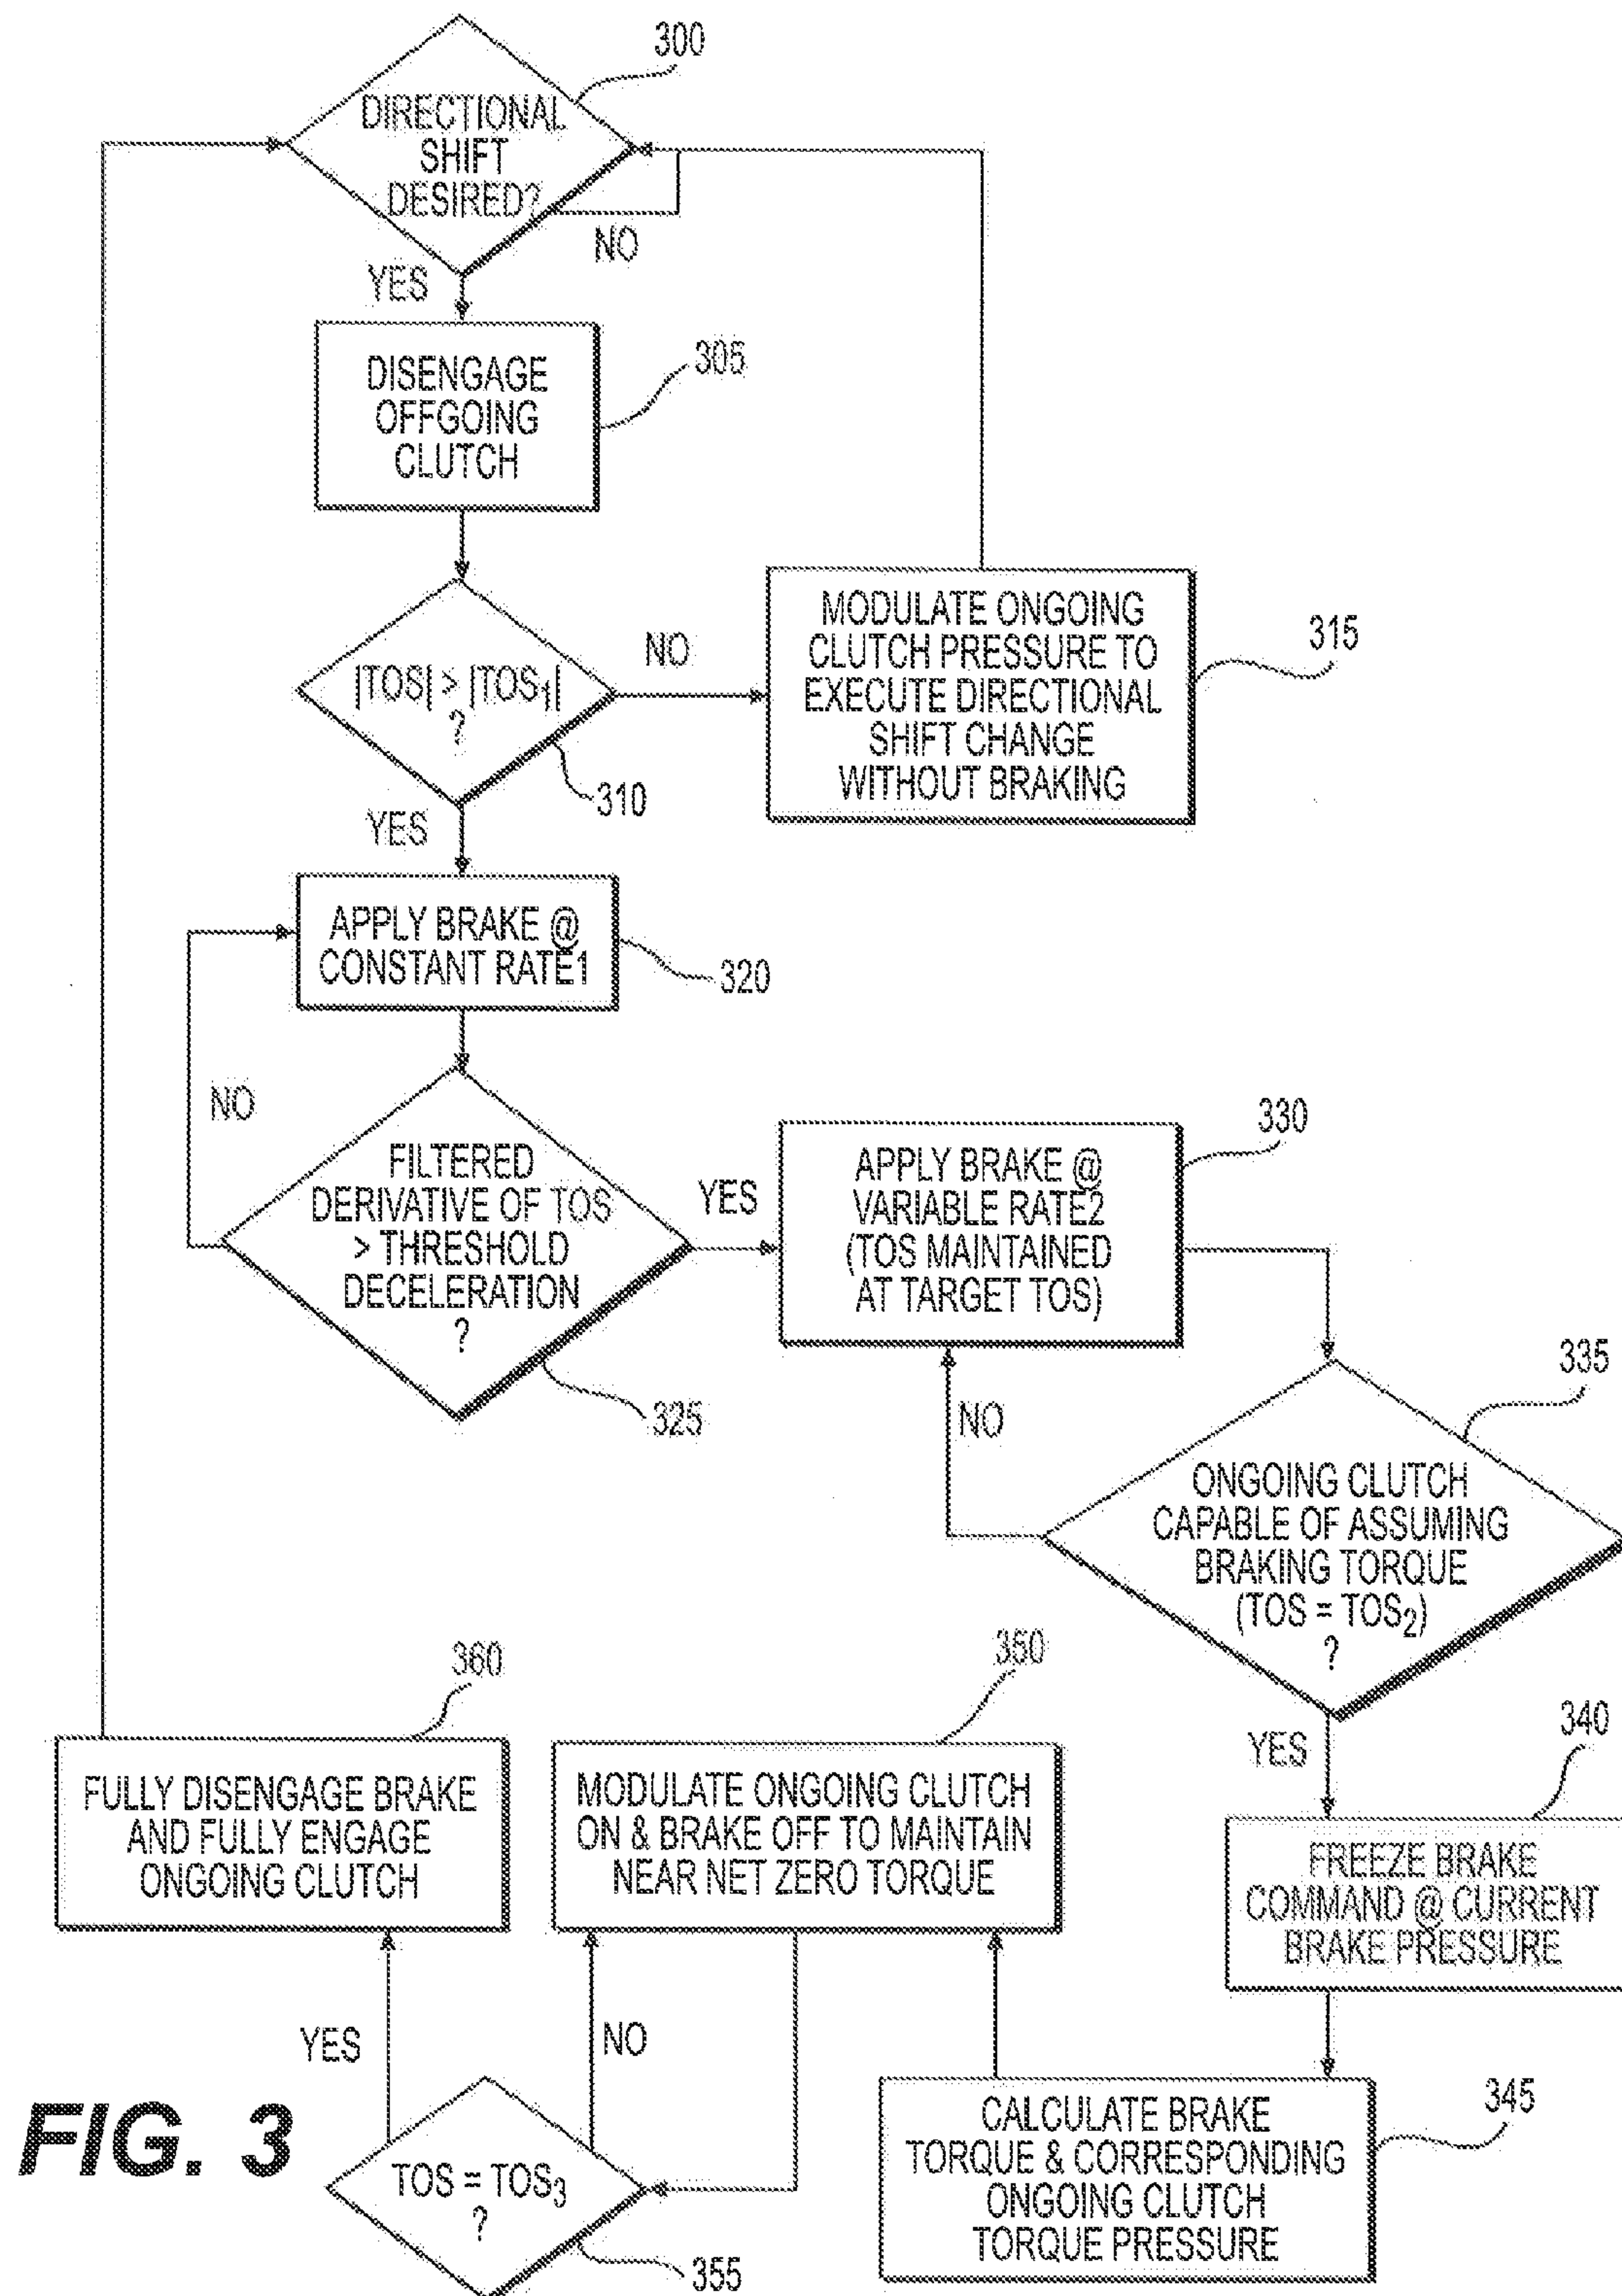 300
DIRECTIONAL
SHIFT
DESIRED?
NO
YES
305
DISENGAGE
OFFGOING
CLUTCH
|TOS| > |TOS₁|
?
NO
310
YES
MODULATE ONGOING
CLUTCH PRESSURE TO
EXECUTE DIRECTIONAL
SHIFT CHANGE
WITHOUT BRAKING
315
APPLY BRAKE @
CONSTANT RATE1
320
NO
FILTERED
DERIVATIVE OF TOS
> THRESHOLD
DECELERATION
?
YES
325
330
APPLY BRAKE @
VARIABLE RATE2
(TOS MAINTAINED
AT TARGET TOS)
NO
335
ONGOING CLUTCH
CAPABLE OF ASSUMING
BRAKING TORQUE
(TOS = TOS₂)
?
YES
340
FREEZE BRAKE
COMMAND @ CURRENT
BRAKE PRESSURE
345
CALCULATE BRAKE
TORQUE & CORRESPONDING
ONGOING CLUTCH
TORQUE PRESSURE
350
MODULATE ONGOING CLUTCH
ON & BRAKE OFF TO MAINTAIN
NEAR NET ZERO TORQUE
360
FULLY DISENGAGE BRAKE
AND FULLY ENGAGE
ONGOING CLUTCH
YES
NO
TOS = TOS₃
?
355
FIG. 3